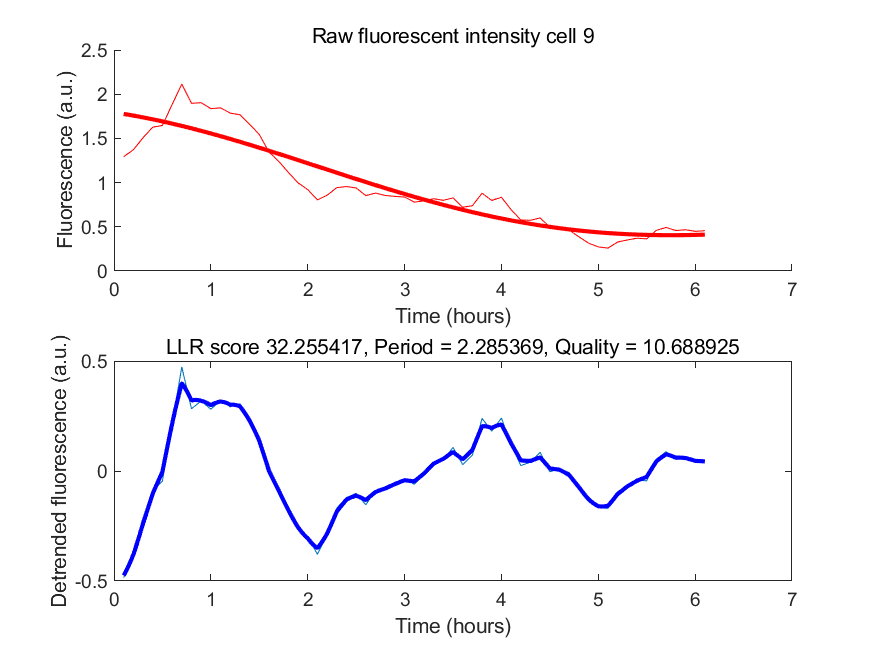 Raw fluorescent intensity cell 9
Fluorescence (a.u.)
2.5
2
1.5
1
0.5
0
0 1 2 3 4 5 6 7
Time (hours)
LLR score 32.255417, Period = 2.285369, Quality = 10.688925
Detrended fluorescence (a.u.)
0.5
0
-0.5
0 1 2 3 4 5 6 7
Time (hours)